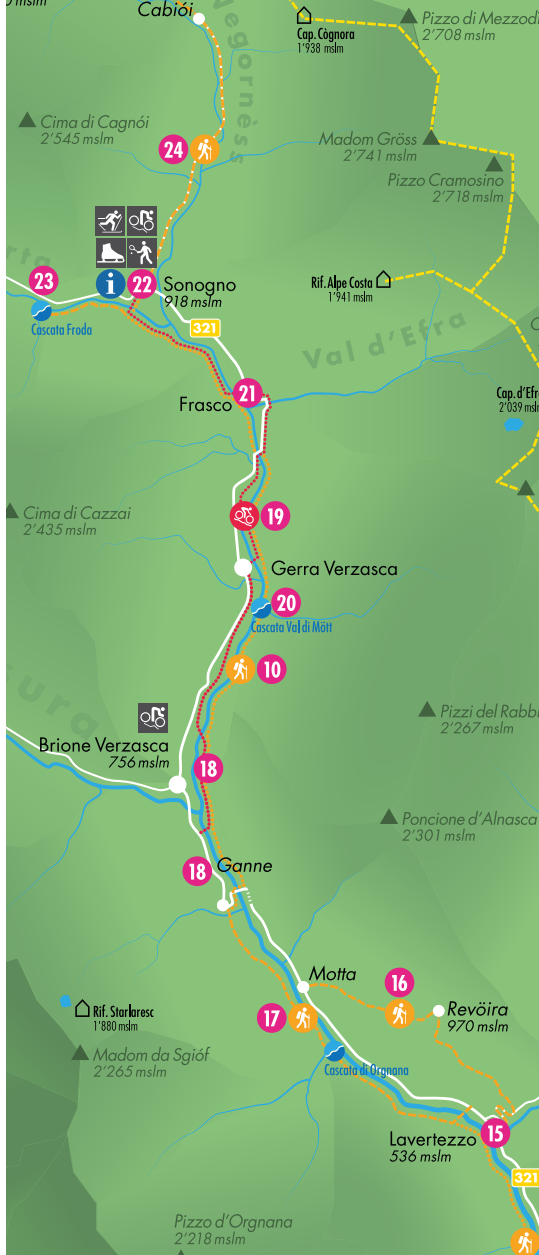 Cabiói
Vegornèss
Cap. Cògnora
1'938 mslm
Pizzo di Mezzodì
2'708 mslm
Cima di Cagnói
2'545 mslm
24
Madom Gröss
2'741 mslm
Pizzo Cramosino
2'718 mslm
23
i
22
Sonogno
918 mslm
Rif. Alpe Costa
1'941 mslm
Cascata Froda
321
Val d'Efra
21
Frasco
Cap. d'Efr
2'039 mslm
Cima di Cazzai
2'435 mslm
19
Gerra Verzasca
20
Cascata Val di Mött
10
Pizzi del Rabbi
2'267 mslm
Brione Verzasca
756 mslm
18
Poncione d'Alnasca
2'301 mslm
18
Ganne
Motta
16
Rif. Starlaresc
1'880 mslm
17
Revöira
970 mslm
Madom da Sgióf
2'265 mslm
Cascata di Orgnana
Lavertezzo
536 mslm
15
321
Pizzo d'Orgnana
2'218 mslm